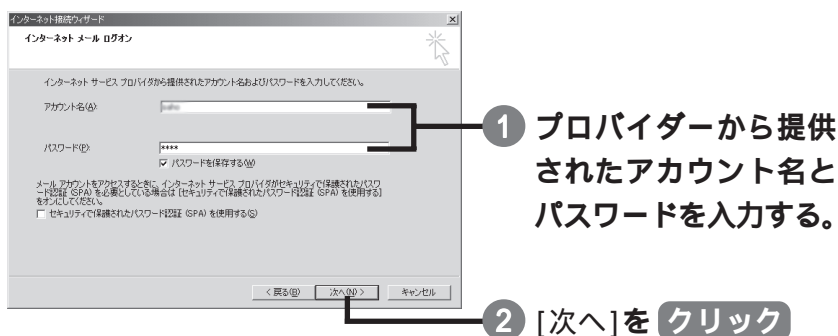 インターネット接続ウィザード
インターネット メール ログオン
インターネット サービス プロバイダから提供されたアカウント名およびパスワードを入力してください。
アカウント名(A):
パスワード(P):
****
パスワードを保存する(W)
メール アカウントをアクセスするときに、インターネット サービス プロバイダがセキュリティで保護されたパスワ
ード認証 (SPA) を必要としている場合は [セキュリティで保護されたパスワード認証 (SPA) を使用する]
をオンにしてください。
セキュリティで保護されたパスワード認証 (SPA) を使用する(S)
< 戻る(B)
次へ(N) >
キャンセル
1 プロバイダーから提供
されたアカウント名と
パスワードを入力する。
2 [次へ]を クリック